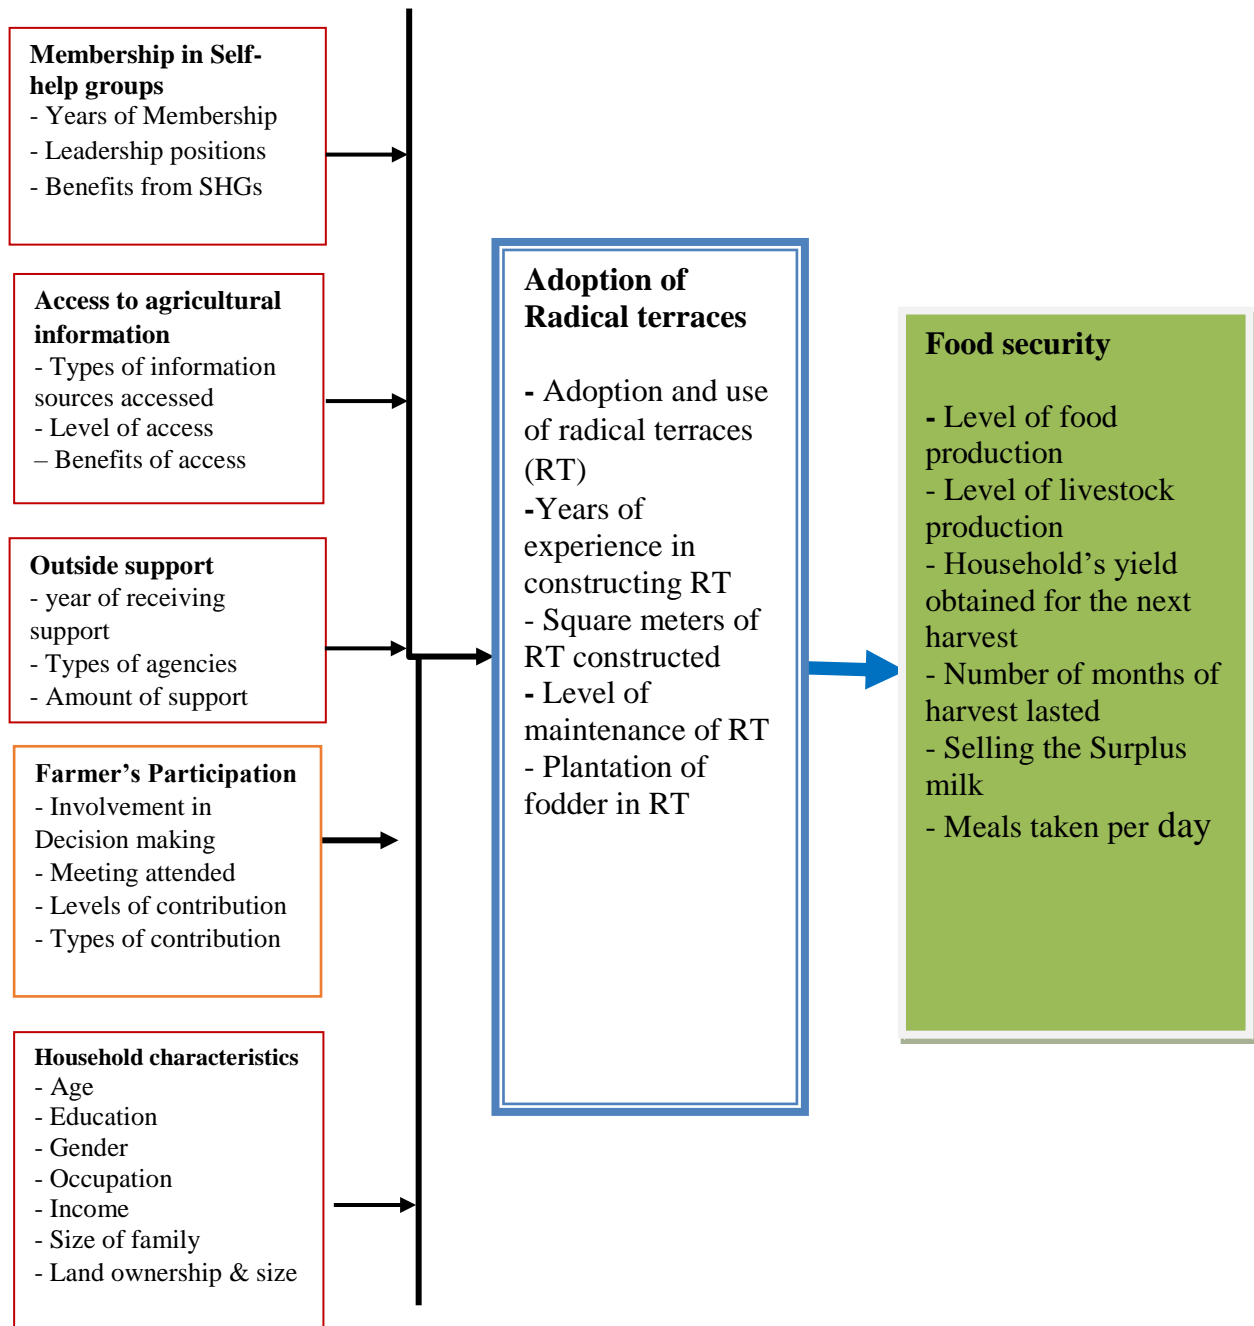 Membership in Self-
help groups
- Years of Membership
- Leadership positions
- Benefits from SHGs
Access to agricultural
information
- Types of information
sources accessed
- Level of access
– Benefits of access
Outside support
- year of receiving
support
- Types of agencies
- Amount of support
Farmer’s Participation
- Involvement in
Decision making
- Meeting attended
- Levels of contribution
- Types of contribution
Household characteristics
- Age
- Education
- Gender
- Occupation
- Income
- Size of family
- Land ownership & size
Adoption of
Radical terraces
- Adoption and use
of radical terraces
(RT)
-Years of
experience in
constructing RT
- Square meters of
RT constructed
- Level of
maintenance of RT
- Plantation of
fodder in RT
Food security
- Level of food
production
- Level of livestock
production
- Household’s yield
obtained for the next
harvest
- Number of months of
harvest lasted
- Selling the Surplus
milk
- Meals taken per day